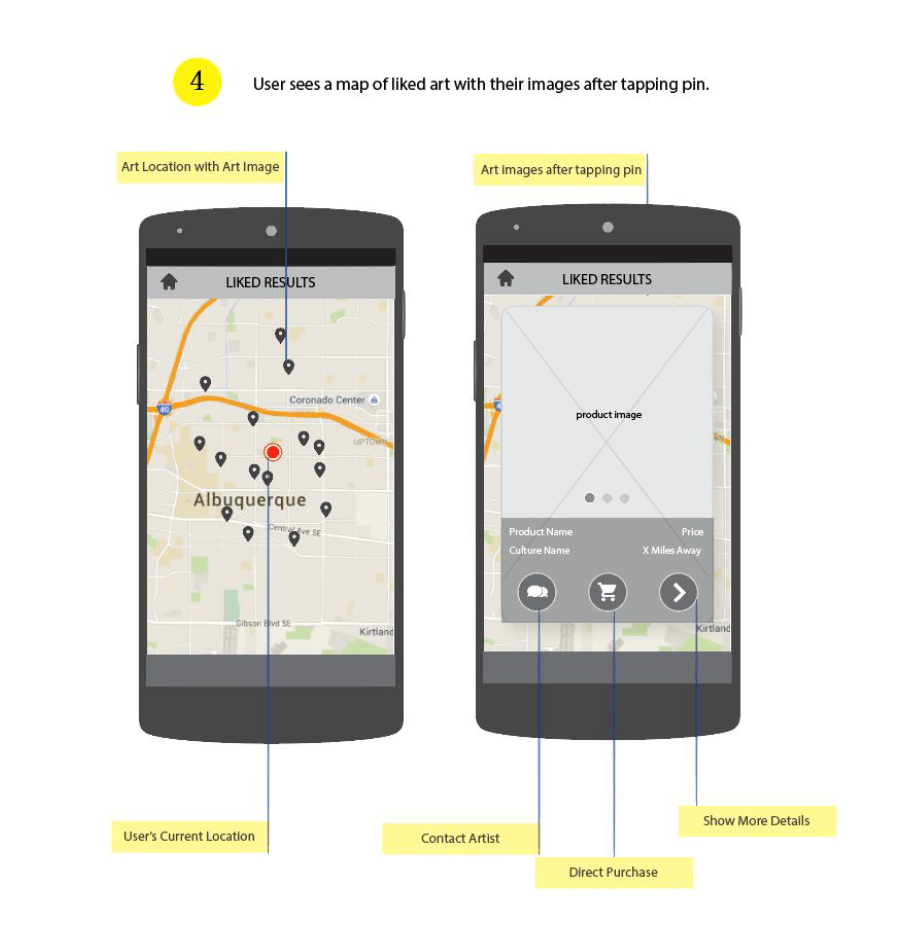 4
User sees a map of liked art with their images after tapping pin.
Art Location with Art Image
Art images after tapping pin
LIKED RESULTS
Coronado Center
40
UPTOWN
Albuquerque
Central Ave SE
Gibson Blvd SE
Kirtland
LIKED RESULTS
product image
Product Name
Price
Culture Name
X Miles Away
Kirtland
User's Current Location
Contact Artist
Direct Purchase
Show More Details